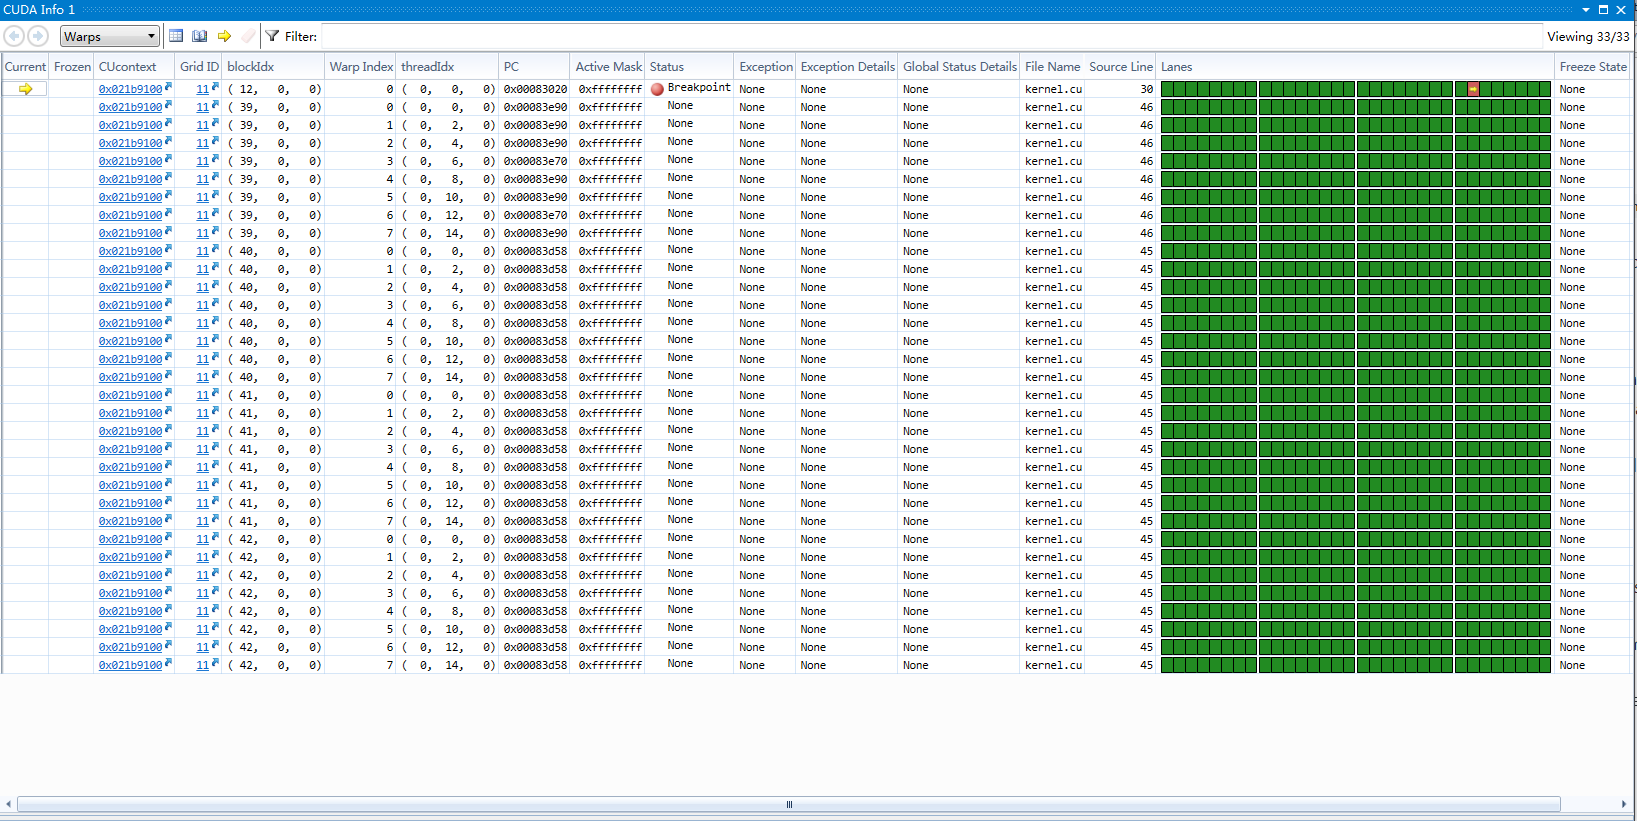 CUDA Info 1
Warps Filter: Viewing 33/33
Current Frozen CUcontext Grid ID blockIdx Warp Index threadIdx PC Active Mask Status Exception Exception Details Global Status Details File Name Source Line Lanes Freeze State
0x021b9100 11 ( 12, 0, 0) 0 ( 0, 0, 0) 0x00083020 0xffffffff Breakpoint None None None kernel.cu 30 None
0x021b9100 11 ( 39, 0, 0) 0 ( 0, 0, 0) 0x00083e90 0xffffffff None None None None kernel.cu 46 None
0x021b9100 11 ( 39, 0, 0) 1 ( 0, 2, 0) 0x00083e90 0xffffffff None None None None kernel.cu 46 None
0x021b9100 11 ( 39, 0, 0) 2 ( 0, 4, 0) 0x00083e90 0xffffffff None None None None kernel.cu 46 None
0x021b9100 11 ( 39, 0, 0) 3 ( 0, 6, 0) 0x00083e70 0xffffffff None None None None kernel.cu 46 None
0x021b9100 11 ( 39, 0, 0) 4 ( 0, 8, 0) 0x00083e90 0xffffffff None None None None kernel.cu 46 None
0x021b9100 11 ( 39, 0, 0) 5 ( 0, 10, 0) 0x00083e90 0xffffffff None None None None kernel.cu 46 None
0x021b9100 11 ( 39, 0, 0) 6 ( 0, 12, 0) 0x00083e70 0xffffffff None None None None kernel.cu 46 None
0x021b9100 11 ( 39, 0, 0) 7 ( 0, 14, 0) 0x00083e90 0xffffffff None None None None kernel.cu 46 None
0x021b9100 11 ( 40, 0, 0) 0 ( 0, 0, 0) 0x00083d58 0xffffffff None None None None kernel.cu 45 None
0x021b9100 11 ( 40, 0, 0) 1 ( 0, 2, 0) 0x00083d58 0xffffffff None None None None kernel.cu 45 None
0x021b9100 11 ( 40, 0, 0) 2 ( 0, 4, 0) 0x00083d58 0xffffffff None None None None kernel.cu 45 None
0x021b9100 11 ( 40, 0, 0) 3 ( 0, 6, 0) 0x00083d58 0xffffffff None None None None kernel.cu 45 None
0x021b9100 11 ( 40, 0, 0) 4 ( 0, 8, 0) 0x00083d58 0xffffffff None None None None kernel.cu 45 None
0x021b9100 11 ( 40, 0, 0) 5 ( 0, 10, 0) 0x00083d58 0xffffffff None None None None kernel.cu 45 None
0x021b9100 11 ( 40, 0, 0) 6 ( 0, 12, 0) 0x00083d58 0xffffffff None None None None kernel.cu 45 None
0x021b9100 11 ( 40, 0, 0) 7 ( 0, 14, 0) 0x00083d58 0xffffffff None None None None kernel.cu 45 None
0x021b9100 11 ( 41, 0, 0) 0 ( 0, 0, 0) 0x00083d58 0xffffffff None None None None kernel.cu 45 None
0x021b9100 11 ( 41, 0, 0) 1 ( 0, 2, 0) 0x00083d58 0xffffffff None None None None kernel.cu 45 None
0x021b9100 11 ( 41, 0, 0) 2 ( 0, 4, 0) 0x00083d58 0xffffffff None None None None kernel.cu 45 None
0x021b9100 11 ( 41, 0, 0) 3 ( 0, 6, 0) 0x00083d58 0xffffffff None None None None kernel.cu 45 None
0x021b9100 11 ( 41, 0, 0) 4 ( 0, 8, 0) 0x00083d58 0xffffffff None None None None kernel.cu 45 None
0x021b9100 11 ( 41, 0, 0) 5 ( 0, 10, 0) 0x00083d58 0xffffffff None None None None kernel.cu 45 None
0x021b9100 11 ( 41, 0, 0) 6 ( 0, 12, 0) 0x00083d58 0xffffffff None None None None kernel.cu 45 None
0x021b9100 11 ( 41, 0, 0) 7 ( 0, 14, 0) 0x00083d58 0xffffffff None None None None kernel.cu 45 None
0x021b9100 11 ( 42, 0, 0) 0 ( 0, 0, 0) 0x00083d58 0xffffffff None None None None kernel.cu 45 None
0x021b9100 11 ( 42, 0, 0) 1 ( 0, 2, 0) 0x00083d58 0xffffffff None None None None kernel.cu 45 None
0x021b9100 11 ( 42, 0, 0) 2 ( 0, 4, 0) 0x00083d58 0xffffffff None None None None kernel.cu 45 None
0x021b9100 11 ( 42, 0, 0) 3 ( 0, 6, 0) 0x00083d58 0xffffffff None None None None kernel.cu 45 None
0x021b9100 11 ( 42, 0, 0) 4 ( 0, 8, 0) 0x00083d58 0xffffffff None None None None kernel.cu 45 None
0x021b9100 11 ( 42, 0, 0) 5 ( 0, 10, 0) 0x00083d58 0xffffffff None None None None kernel.cu 45 None
0x021b9100 11 ( 42, 0, 0) 6 ( 0, 12, 0) 0x00083d58 0xffffffff None None None None kernel.cu 45 None
0x021b9100 11 ( 42, 0, 0) 7 ( 0, 14, 0) 0x00083d58 0xffffffff None None None None kernel.cu 45 None